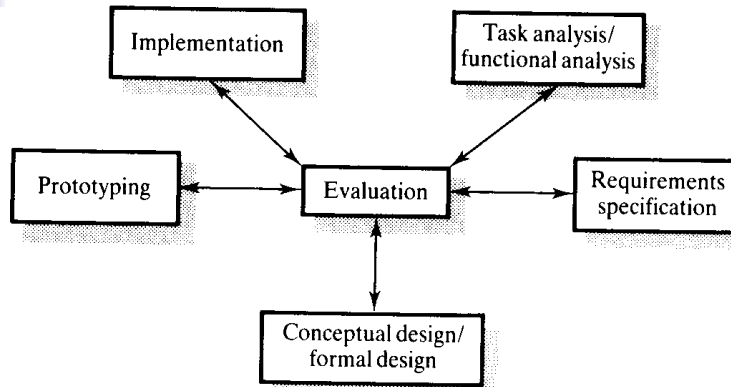 Implementation
Task analysis/
functional analysis
Prototyping
Evaluation
Requirements
specification
Conceptual design/
formal design